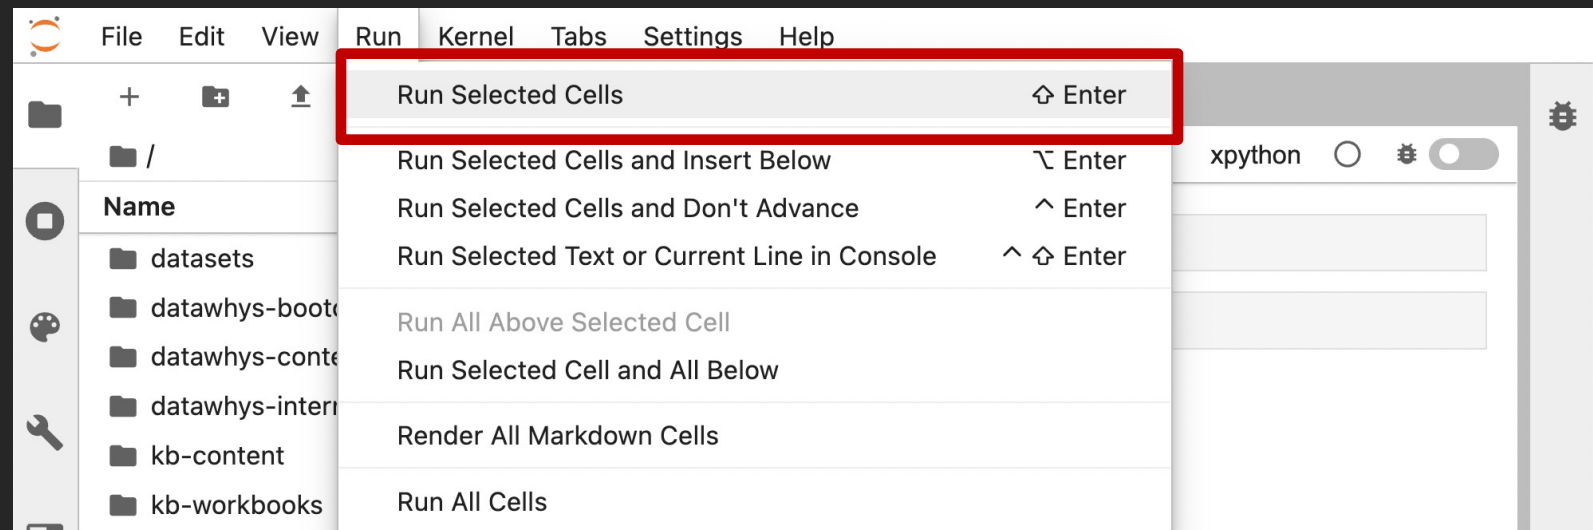 File Edit View Run Kernel Tabs Settings Help
Run Selected Cells ⇧ Enter
/
Run Selected Cells and Insert Below ⌥ Enter
xpython
Name
Run Selected Cells and Don't Advance ^ Enter
datasets
Run Selected Text or Current Line in Console ^ ⇧ Enter
datawhys-bootc
Run All Above Selected Cell
datawhys-conte
Run Selected Cell and All Below
datawhys-intern
Render All Markdown Cells
kb-content
Run All Cells
kb-workbooks